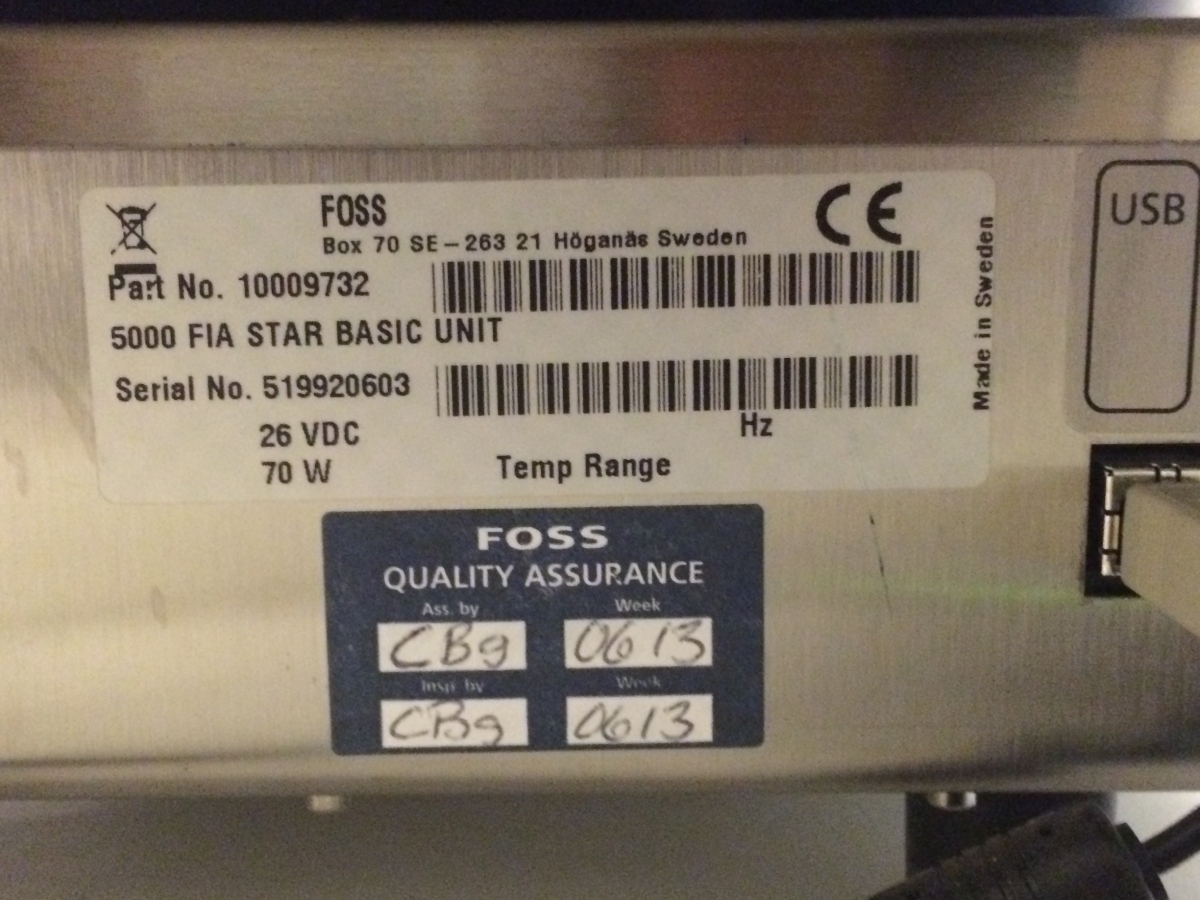 FOSS
Box 70 SE-263 21 Höganäs Sweden
CE
Part No. 10009732
5000 FIA STAR BASIC UNIT
Serial No. 519920603
Hz
26 VDC
70 W
Temp Range
Made in Sweden
USB
FOSS
QUALITY ASSURANCE
Ass. by Week
CBg 0613
Insp. by Week
CBg 0613